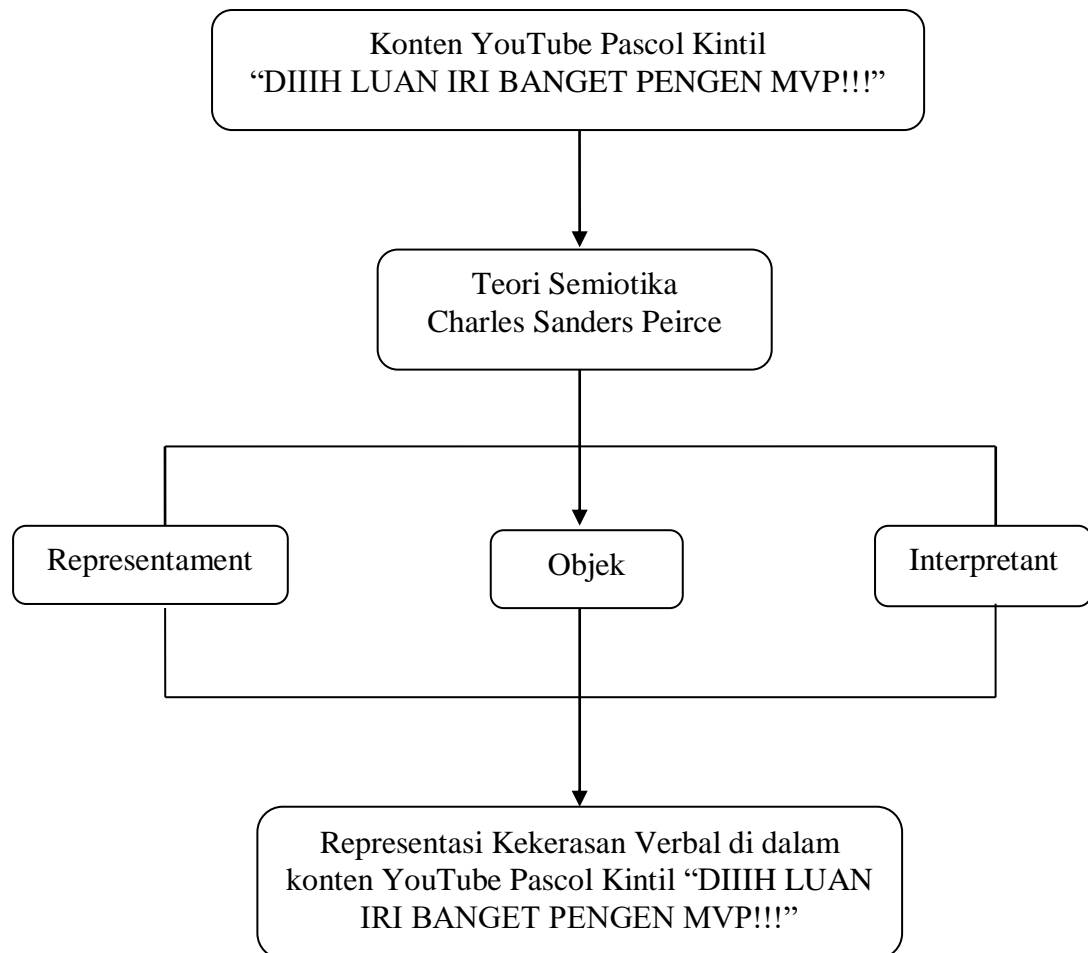 Konten YouTube Pascol Kintil
“DIIIH LUAN IRI BANGET PENGEN MVP!!!”
Teori Semiotika
Charles Sanders Peirce
Representament
Objek
Interpretant
Representasi Kekerasan Verbal di dalam
konten YouTube Pascol Kintil “DIIIH LUAN
IRI BANGET PENGEN MVP!!!”